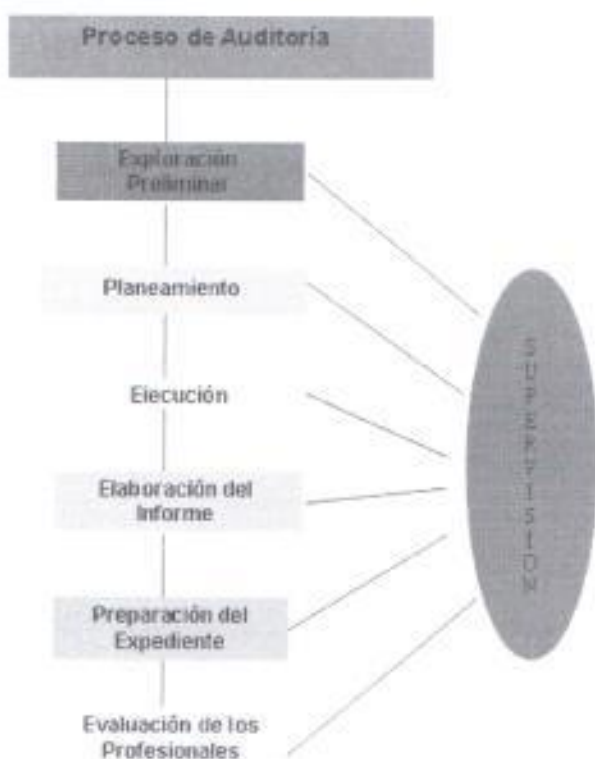 Proceso de Auditoría
Exploración
Preliminar
Planeamiento
Ejecución
Elaboración del
Informe
Preparación del
Expediente
Evaluación de los
Profesionales
SUPERVISIÓN